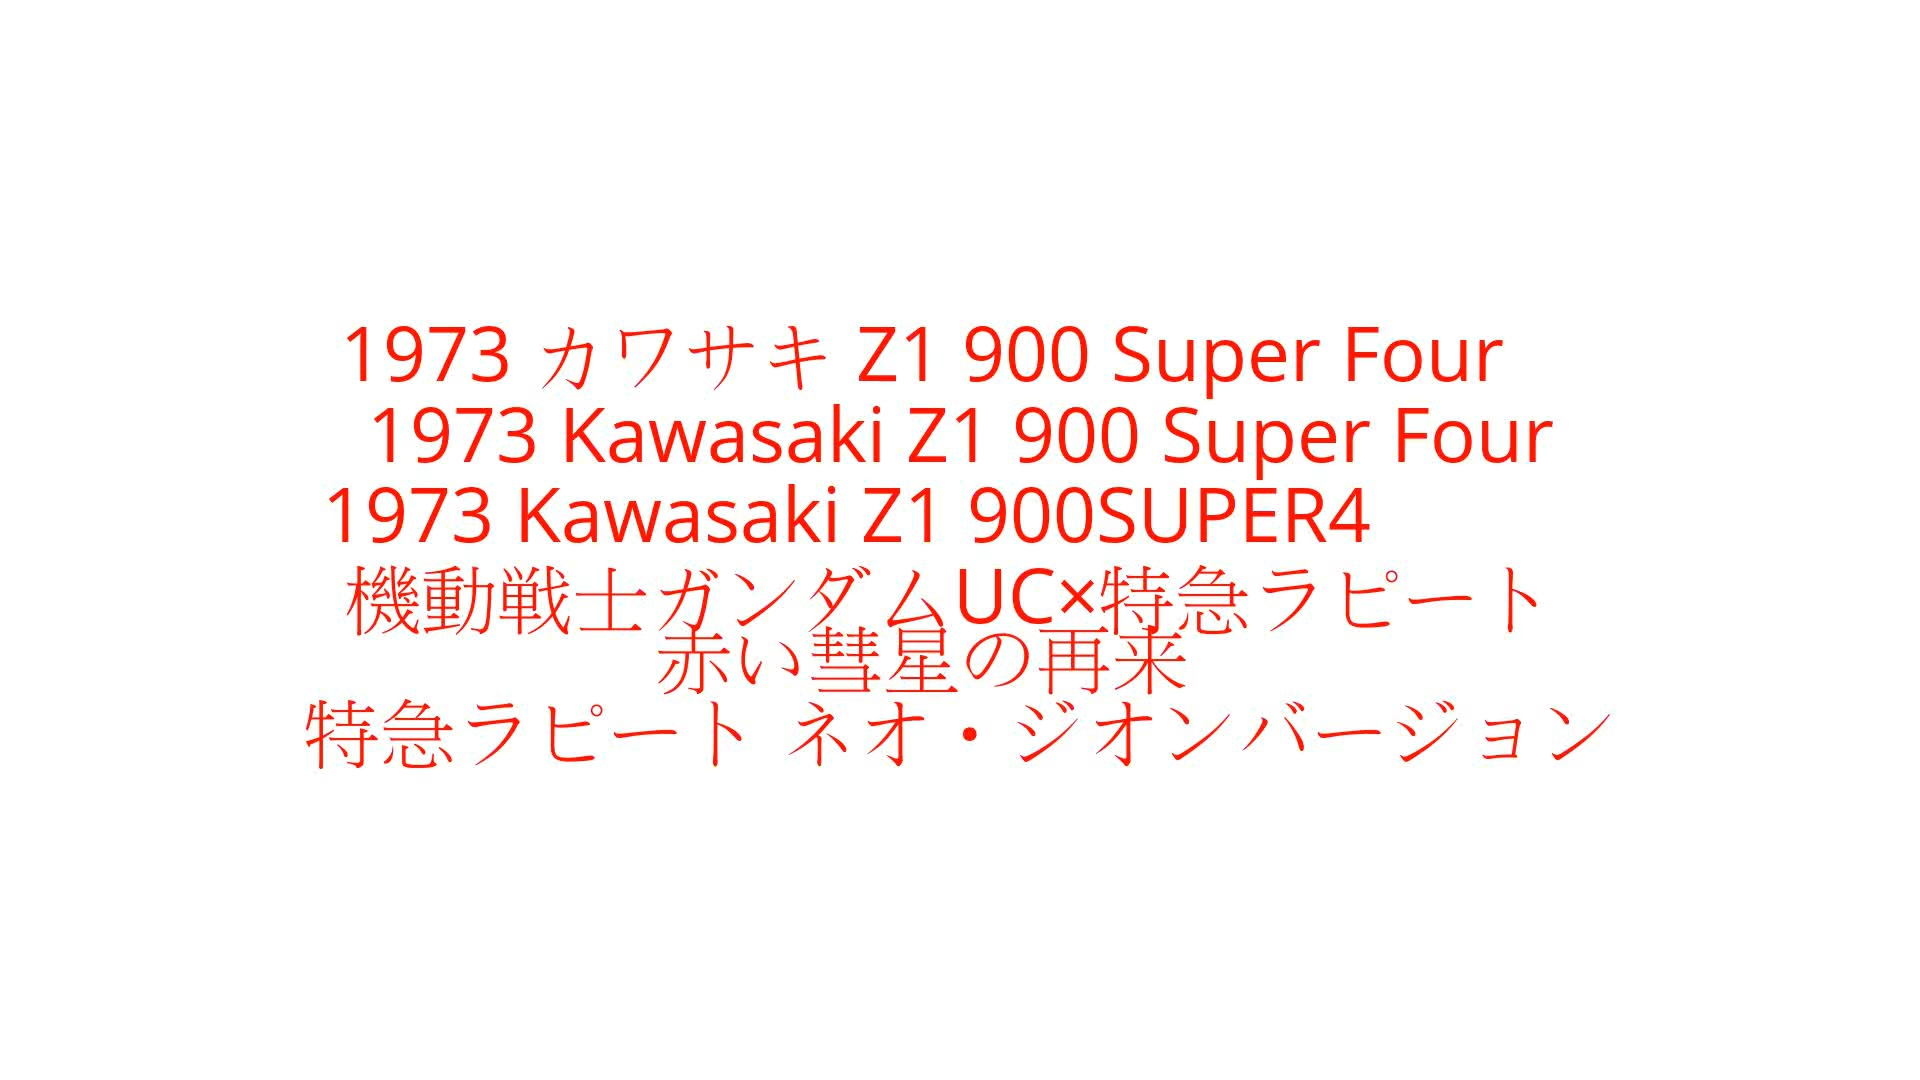 1973 カワサキ Z1 900 Super Four
1973 Kawasaki Z1 900 Super Four
1973 Kawasaki Z1 900SUPER4
機動戦士ガンダムUC×特急ラピート
赤い彗星の再来
特急ラピート ネオ・ジオンバージョン